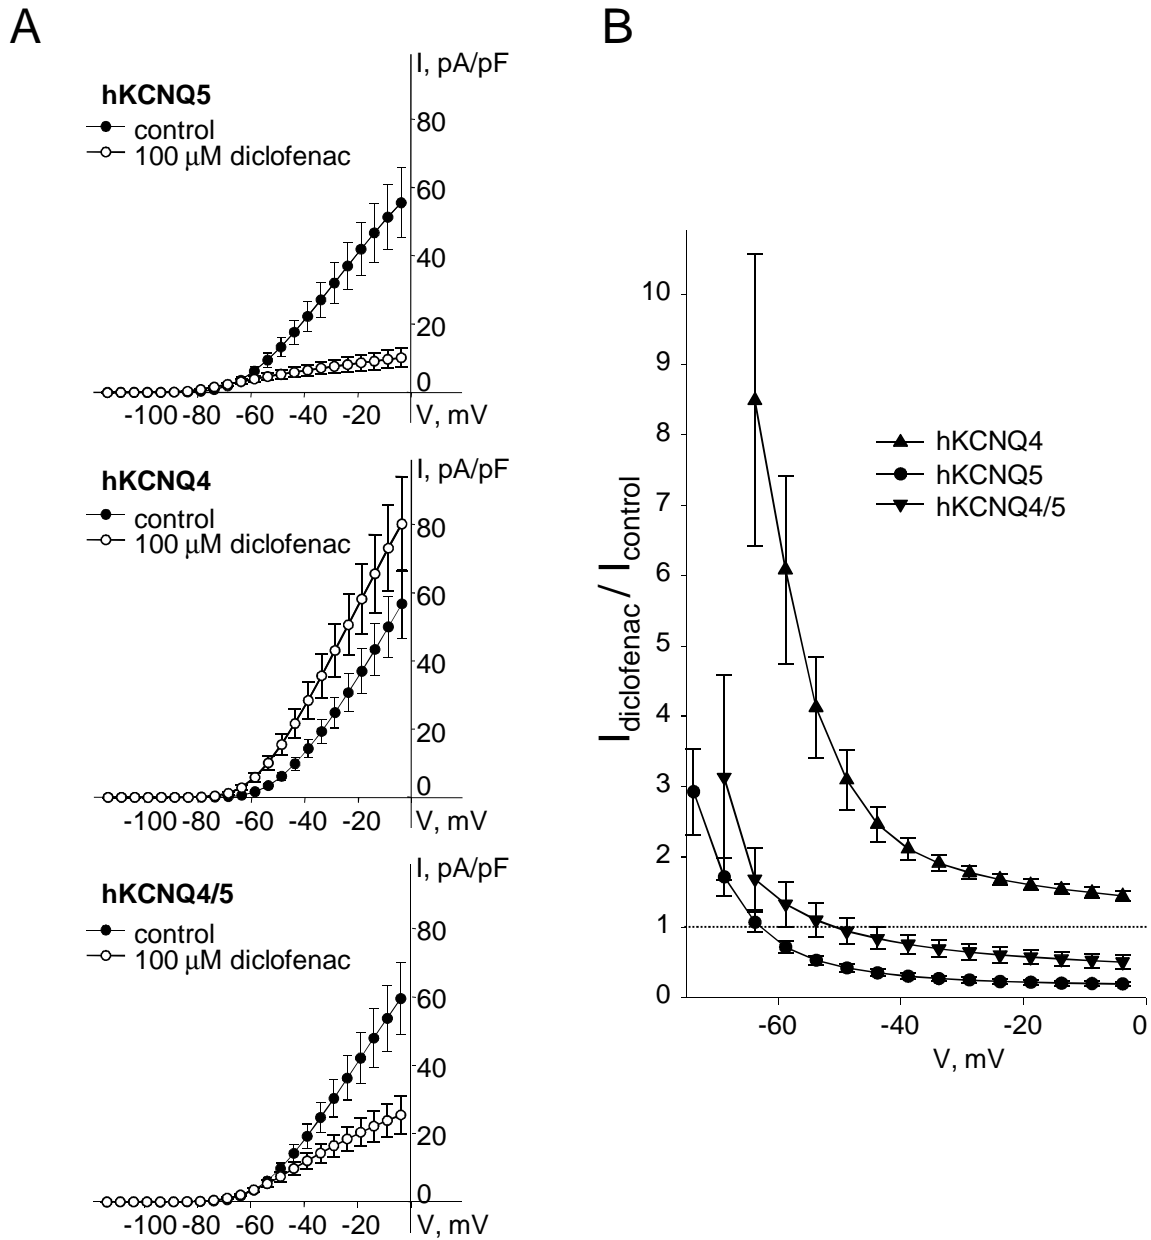 A
I, pA/pF
hKCNQ5
control
100 μM diclofenac
80
60
40
20
0
-100 -80 -60 -40 -20 V, mV
I, pA/pF
hKCNQ4
control
100 μM diclofenac
80
60
40
20
0
-100 -80 -60 -40 -20 V, mV
I, pA/pF
hKCNQ4/5
control
100 μM diclofenac
80
60
40
20
0
-100 -80 -60 -40 -20 V, mV
B
Idiclofenac / Icontrol
10
9
8
7
6
5
4
3
2
1
0
hKCNQ4
hKCNQ5
hKCNQ4/5
-60 -40 -20 0
V, mV